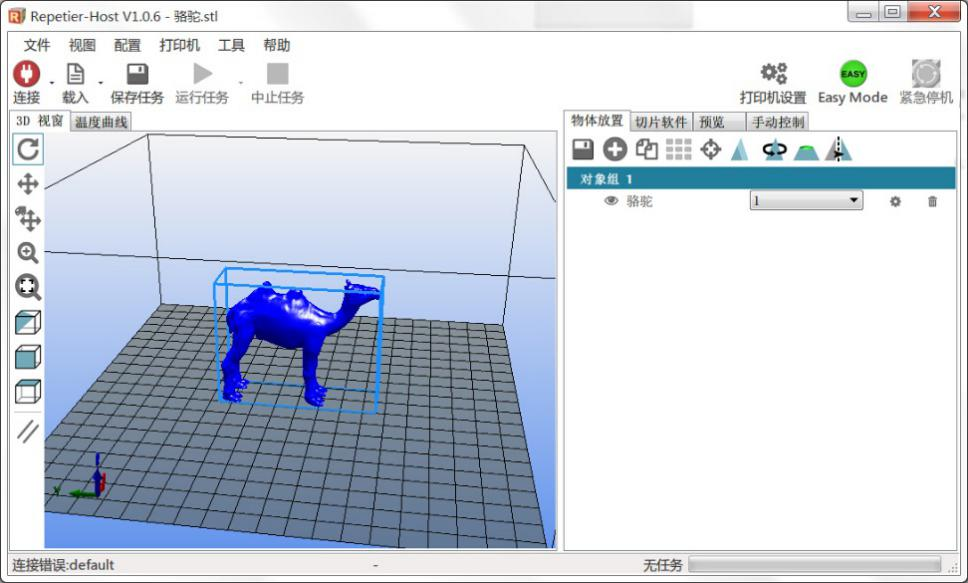 Repetier-Host V1.0.6 - 骆驼.stl
文件 视图 配置 打印机 工具 帮助
连接 载入 保存任务 运行任务 中止任务 打印机设置 Easy Mode 紧急停机
EASY
3D 视窗 温度曲线 物体放置 切片软件 预览 手动控制
对象组 1
骆驼 1
Y
连接错误:default - 无任务